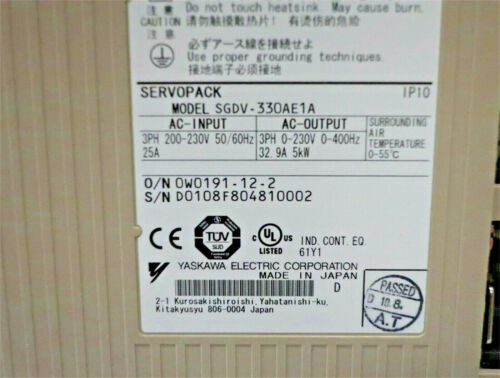 Do not touch heatsink. May cause burn.
CAUTION 请勿触摸散热片! 有烫伤的危险
注意
必ずアース線を接続せよ
Use proper grounding techniques.
接地端子必须接地
SERVOPACK IP10
MODEL SGDV-330AE1A
AC-INPUT AC-OUTPUT SURROUNDING
AIR
TEMPERATURE
0-55℃
3PH 200-230V 50/60Hz 3PH 0-230V 0-400Hz
25A 32.9A 5kW
O/N 0W0191-12-2
S/N D0108F804810002
CE TÜV SÜD c UL US LISTED IND. CONT. EQ.
61Y1
YASKAWA ELECTRIC CORPORATION
MADE IN JAPAN
D
2-1 Kurosakishiroishi, Yahatanishi-ku,
Kitakyusyu 806-0004 Japan
PASSED
10.8
A.T